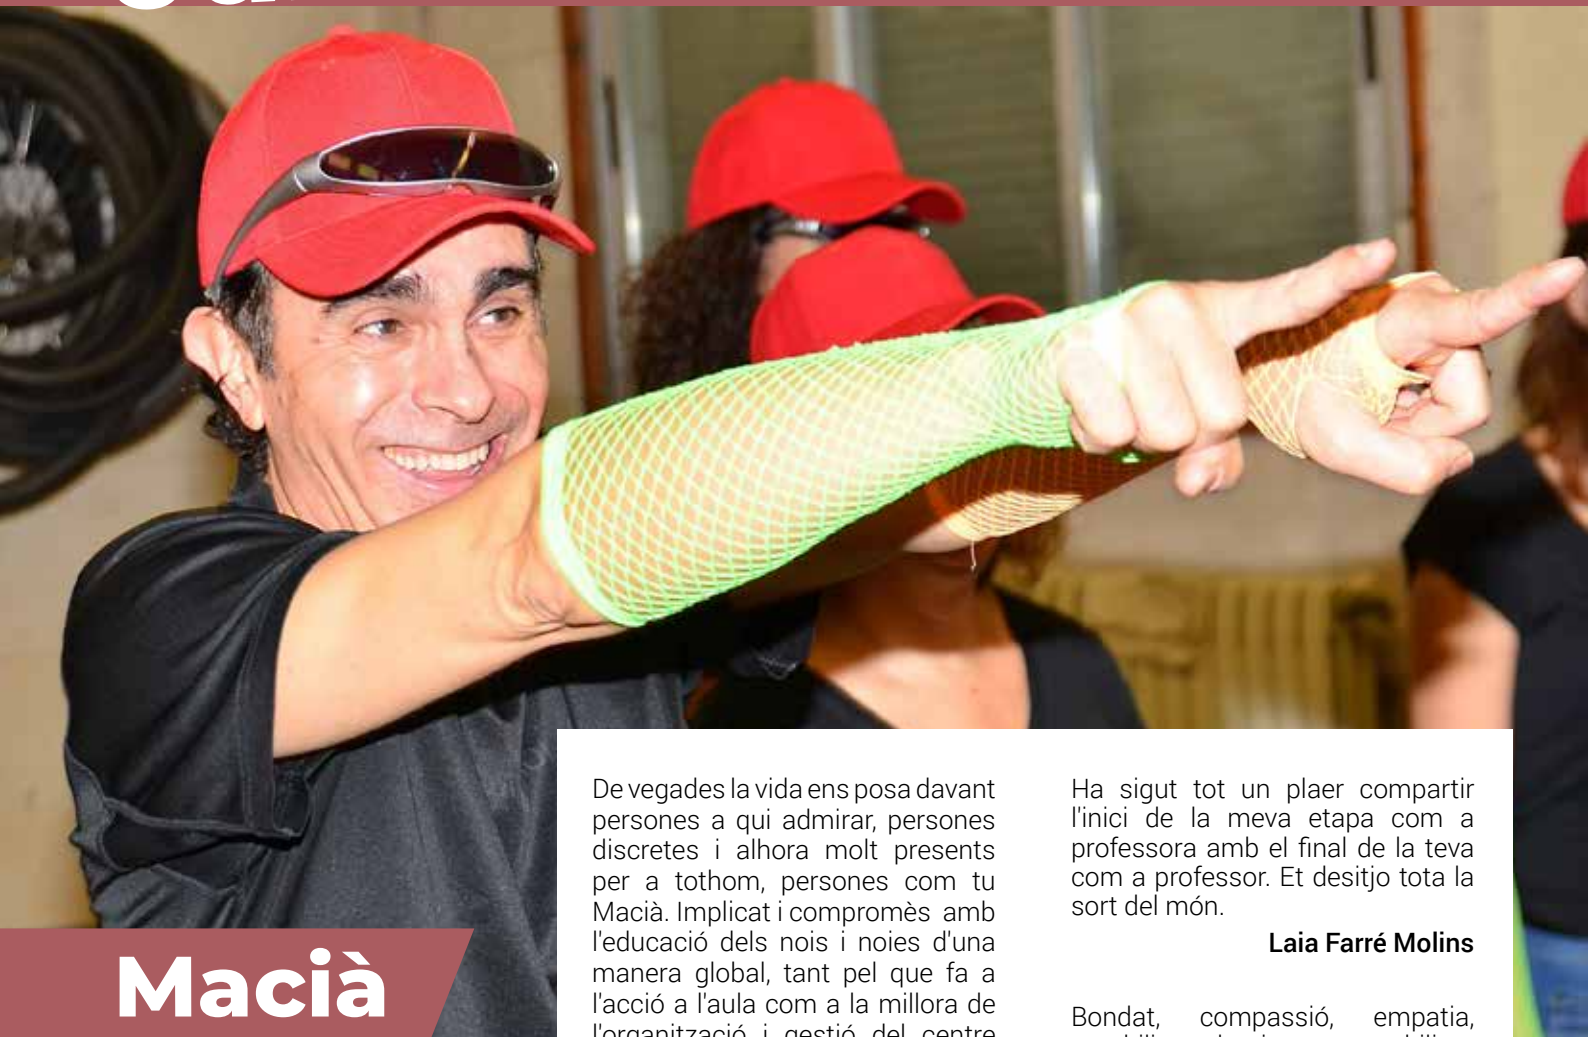 De vegades la vida ens posa davant
persones a qui admirar, persones
discretes i alhora molt presents
per a tothom, persones com tu
Macià. Implicat i compromès amb
l'educació dels nois i noies d'una
manera global, tant pel que fa a
l'acció a l'aula com a la millora de
l'organització i gestió del centre
Ha sigut tot un plaer compartir
l'inici de la meva etapa com a
professora amb el final de la teva
com a professor. Et desitjo tota la
sort del món.
Laia Farré Molins
Bondat, compassió, empatia,
Macià